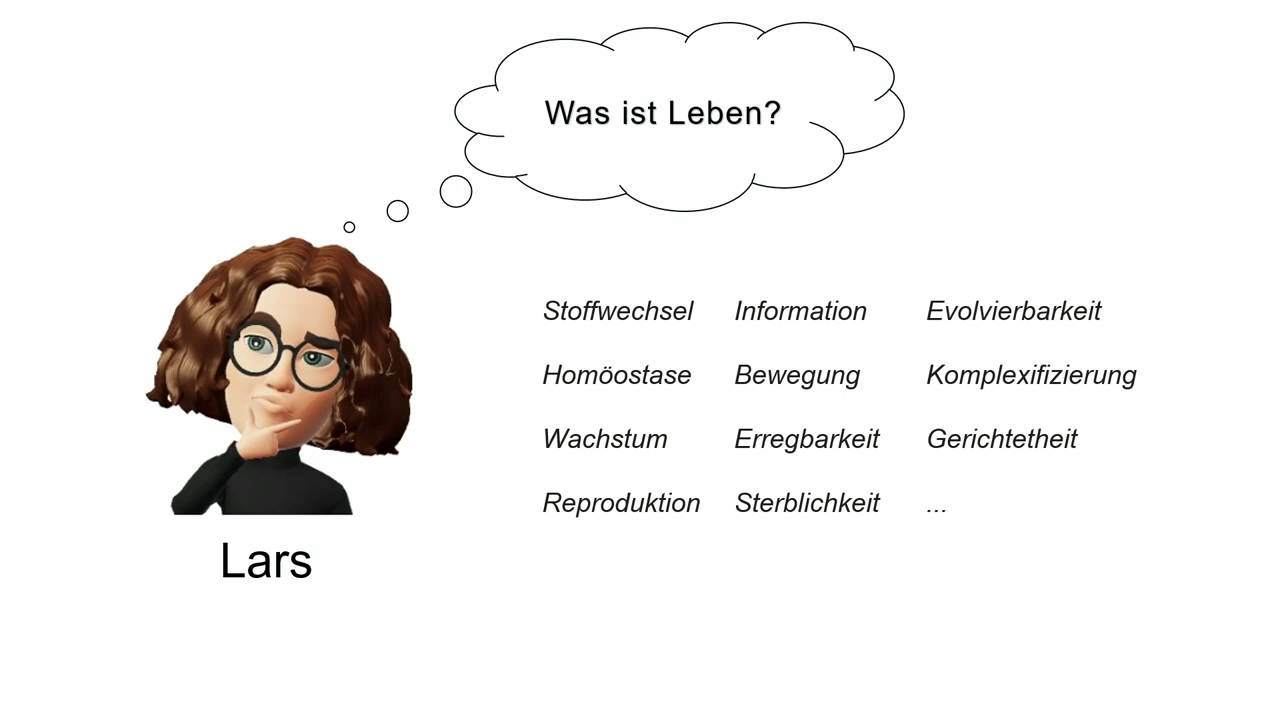 Was ist Leben?
Stoffwechsel Information Evolvierbarkeit
Homöostase Bewegung Komplexifizierung
Wachstum Erregbarkeit Gerichtetheit
Reproduktion Sterblichkeit ...
Lars